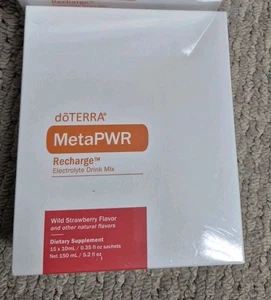 Recharge™
dōTERRA®
MetaPWR
Recharge™
Electrolyte Drink Mix
Wild Strawberry Flavor
and other natural flavors
Dietary Supplement
15 x 10mL / 0.35 fl oz sachets
Net 150 mL / 5.2 fl oz